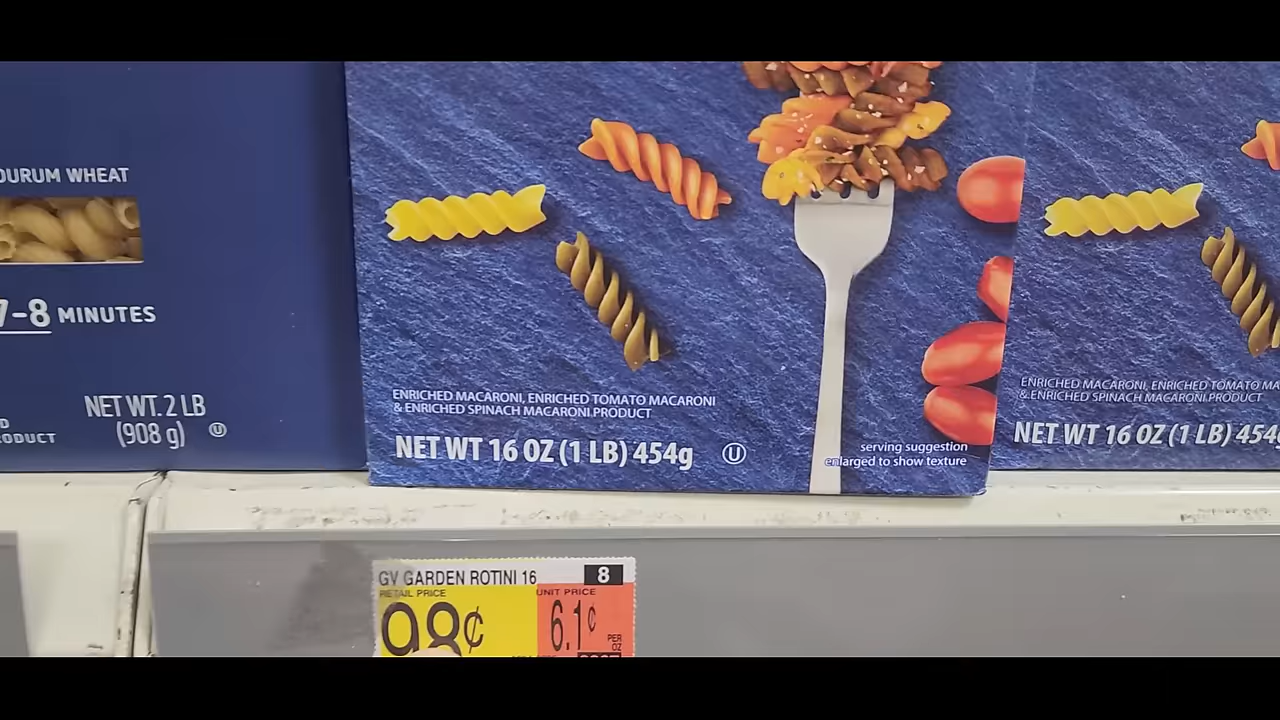 DURUM WHEAT
7-8 MINUTES
NET WT. 2 LB
(908 g) U
ENRICHED MACARONI, ENRICHED TOMATO MACARONI
& ENRICHED SPINACH MACARONI PRODUCT
NET WT 16 OZ (1 LB) 454g U
serving suggestion
enlarged to show texture
ENRICHED MACARONI, ENRICHED TOMATO
& ENRICHED SPINACH MACARONI PRODUCT
NET WT 16 OZ (1 LB) 454
GV GARDEN ROTINI 16 8
RETAIL PRICE UNIT PRICE
98¢ 6.1¢ PER
OZ